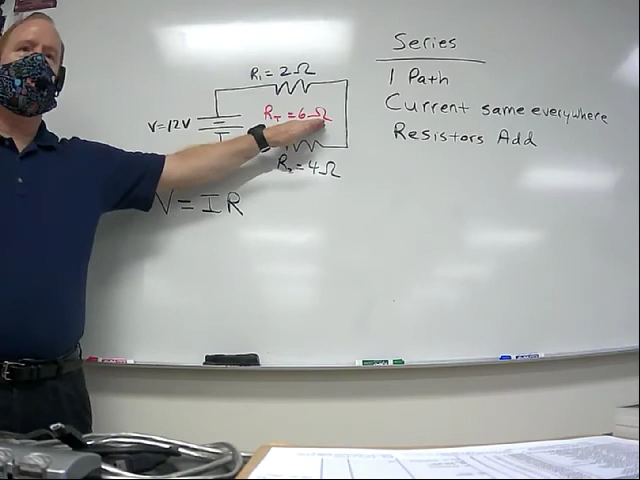 Series
1 Path
Current same everywhere
Resistors Add
R₁ = 2Ω
V=12V
R_T = 6Ω
R₂ = 4Ω
V = IR